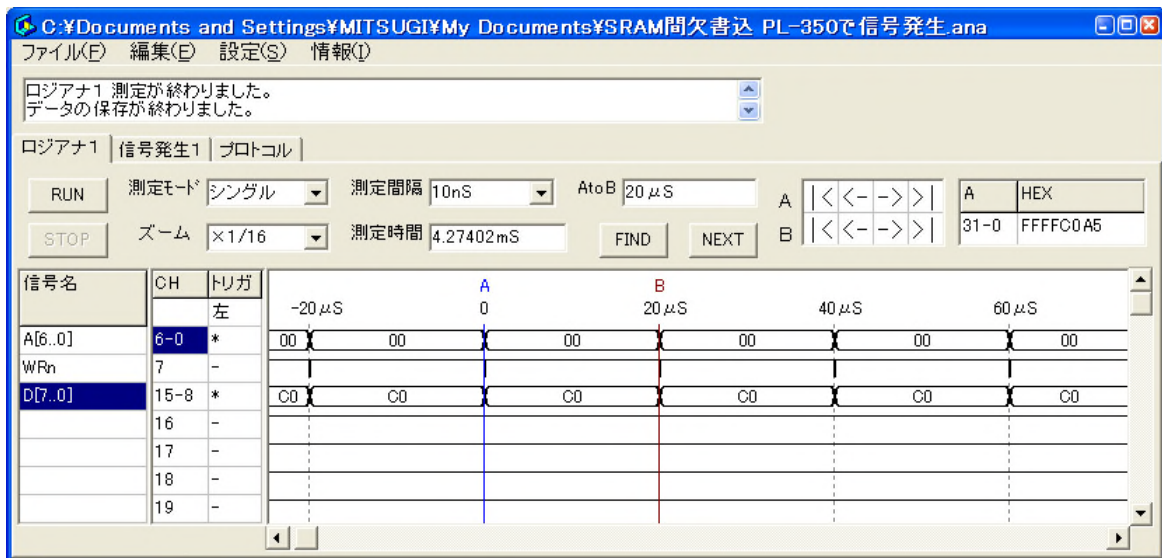 C:¥Documents and Settings¥MITSUGI¥My Documents¥SRAM間欠書込 PL-350で信号発生.ana
ファイル(F) 編集(E) 設定(S) 情報(I)
ロジアナ1 測定が終わりました。
データの保存が終わりました。
ロジアナ1 信号発生1 プロトコル
RUN 測定モード シングル 測定間隔 10nS AtoB 20μS A |< <- -> >| A HEX
STOP ズーム ×1/16 測定時間 4.27402mS FIND NEXT B |< <- -> >| 31-0 FFFFC0A5
信号名 CH トリガ A B
左 -20μS 0 20μS 40μS 60μS
A[6..0] 6-0 * 00 00 00 00 00 00
WRn 7 -
D[7..0] 15-8 * C0 C0 C0 C0 C0 C0
16 -
17 -
18 -
19 -